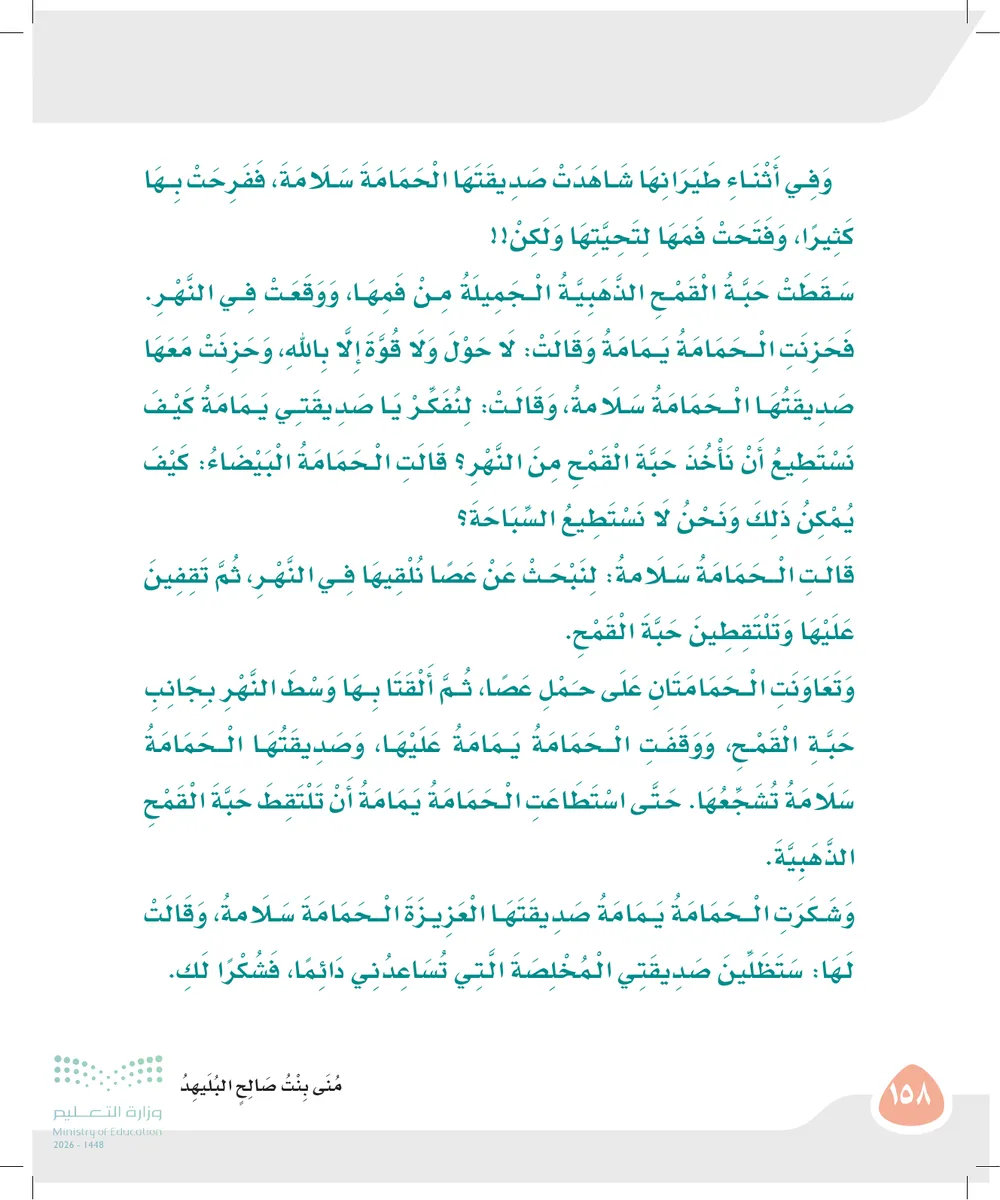 وَفِي أَثْنَاءِ طَيَرَانِهَا شَاهَدَتْ صَدِيقَتَهَا الْحَمَامَةَ سَلَامَةَ، فَفَرِحَتْ بِهَا
كَثِيرًا، وَفَتَحَتْ فَمَهَا لِتَحِيَّتِهَا وَلَكِنْ!!
سَقَطَتْ حَبَّةُ الْقَمْحِ الذَّهَبِيَّةُ الْجَمِيلَةُ مِنْ فَمِهَا، وَوَقَعَتْ فِي النَّهْرِ.
فَحَزِنَتِ الْحَمَامَةُ يَمَامَةُ وَقَالَتْ: لَا حَوْلَ وَلَا قُوَّةَ إِلَّا بِاللهِ، وَحَزِنَتْ مَعَهَا
صَدِيقَتُهَا الْحَمَامَةُ سَلَامةُ، وَقَالَتْ: لِنُفَكِّرْ يَا صَدِيقَتِي يَمَامَةُ كَيْفَ
نَسْتَطِيعُ أَنْ نَأْخُذَ حَبَّةَ الْقَمْحِ مِنَ النَّهْرِ؟ قَالَتِ الْحَمَامَةُ الْبَيْضَاءُ: كَيْفَ
يُمْكِنُ ذَلِكَ وَنَحْنُ لَا نَسْتَطِيعُ السِّبَاحَةَ؟
قَالَتِ الْحَمَامَةُ سَلَامةُ: لِنَبْحَثْ عَنْ عَصًا نُلْقِيهَا فِي النَّهْرِ، ثُمَّ تَقِفِينَ
عَلَيْهَا وَتَلْتَقِطِينَ حَبَّةَ الْقَمْحِ.
وَتَعَاوَنَتِ الْحَمَامَتَانِ عَلَى حَمْلِ عَصًا، ثُمَّ أَلْقَتَا بِهَا وَسْطَ النَّهْرِ بِجَانِبِ
حَبَّةِ الْقَمْحِ، وَوَقَفَتِ الْحَمَامَةُ يَمَامَةُ عَلَيْهَا، وَصَدِيقَتُهَا الْحَمَامَةُ
سَلَامَةُ تُشَجِّعُهَا. حَتَّى اسْتَطَاعَتِ الْحَمَامَةُ يَمَامَةُ أَنْ تَلْتَقِطَ حَبَّةَ الْقَمْحِ
الذَّهَبِيَّةَ.
وَشَكَرَتِ الْحَمَامَةُ يَمَامَةُ صَدِيقَتَهَا الْعَزِيزَةَ الْحَمَامَةَ سَلَامةُ، وَقَالَتْ
لَهَا: سَتَظَلِّينَ صَدِيقَتِي الْمُخْلِصَةَ الَّتِي تُسَاعِدُنِي دَائِمًا، فَشُكْرًا لَكِ.
مُنَى بِنْتُ صَالِحٍ البُلَيهِدُ
١٥٨
وزارة التعليم
Ministry of Education
2026 - 1448